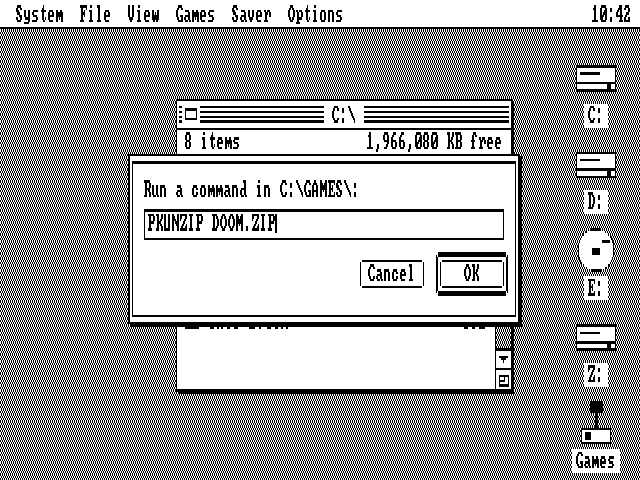 System File View Games Saver Options 10:42
C:\
8 items 1,966,080 KB free
Run a command in C:\GAMES\:
PKUNZIP DOOM.ZIP
Cancel OK
C:
D:
E:
Z:
Games